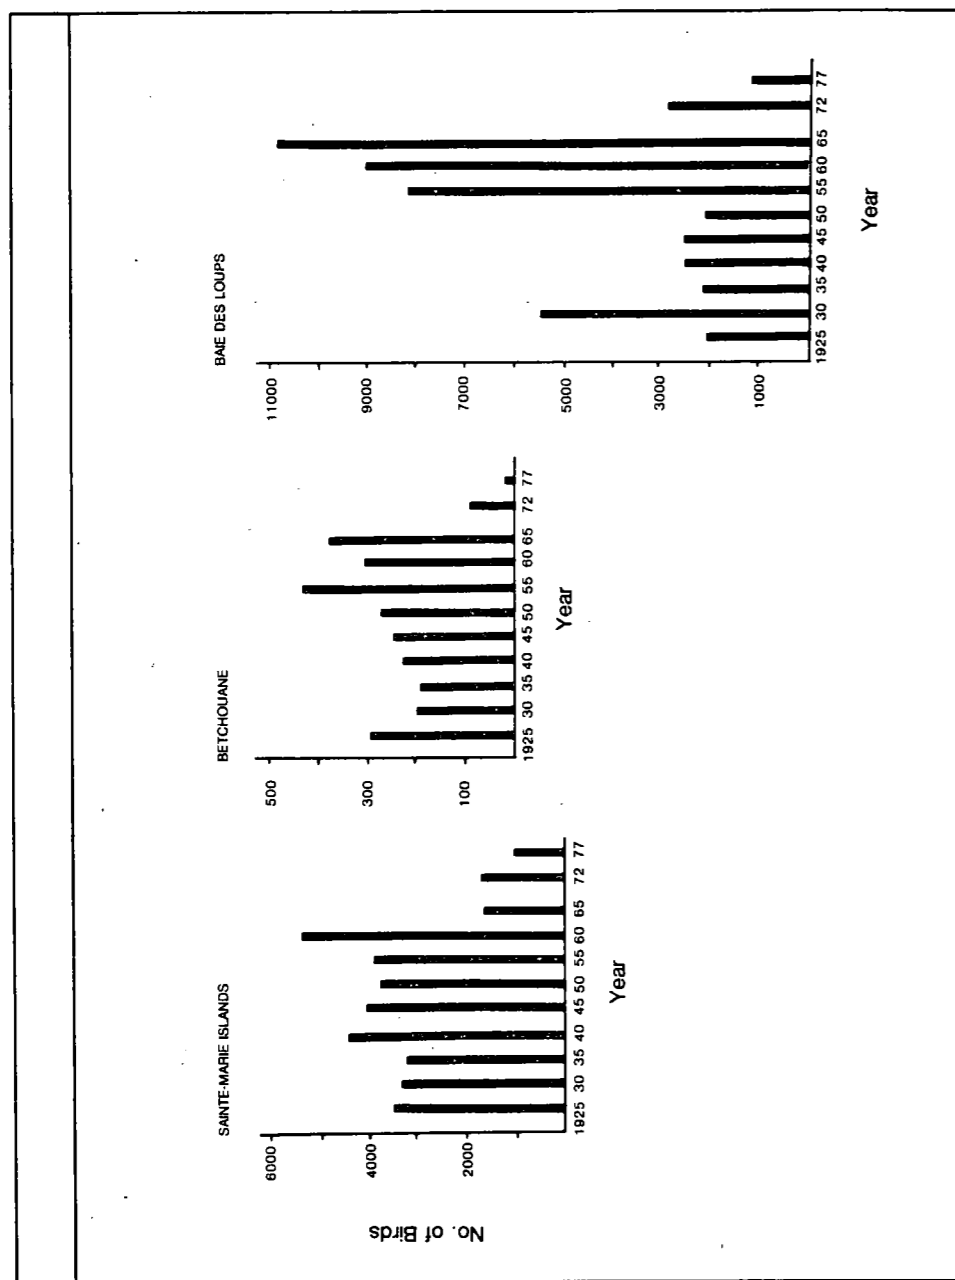 No. of Birds
SAINTE-MARIE ISLANDS
6000
4000
2000
1925 30 35 40 45 50 55 60 65 72 77
Year
BETCHOUANE
500
300
100
1925 30 35 40 45 50 55 60 65 72 77
Year
BAIE DES LOUPS
11000
9000
7000
5000
3000
1000
1925 30 35 40 45 50 55 60 65 72 77
Year